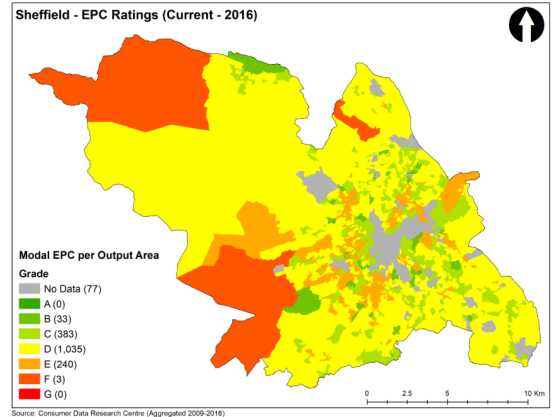 Sheffield - EPC Ratings (Current - 2016)
Modal EPC per Output Area
Grade
No Data (77)
A (0)
B (33)
C (383)
D (1,035)
E (240)
F (3)
G (0)
0 2.5 5 10 Km
Source: Consumer Data Research Centre (Aggregated 2009-2016)